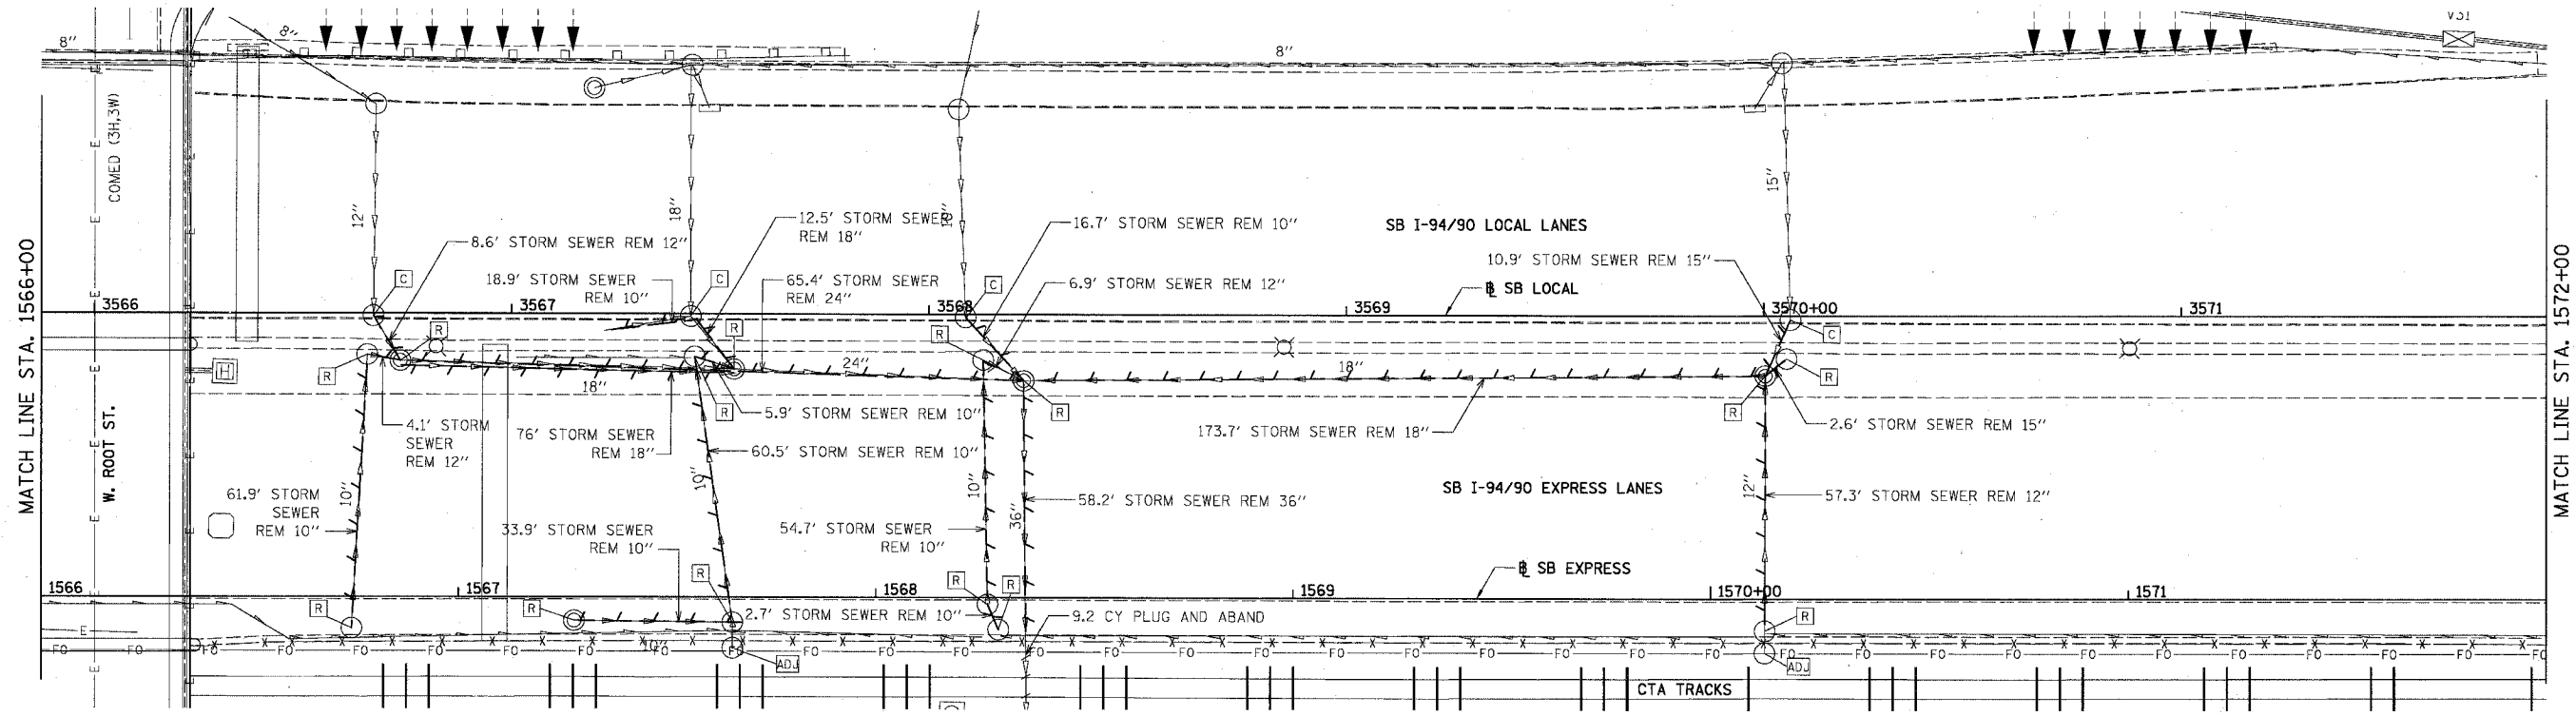 V31
8"
8"
8"
COMED (3H,3W)
12"
18"
18"
15"
12.5' STORM SEWER
REM 18"
16.7' STORM SEWER REM 10"
SB I-94/90 LOCAL LANES
8.6' STORM SEWER REM 12"
18.9' STORM SEWER
REM 10"
65.4' STORM SEWER
REM 24"
6.9' STORM SEWER REM 12"
10.9' STORM SEWER REM 15"
C
C
C
C
SB LOCAL
3566
3567
3568
3569
3570+00
3571
MATCH LINE STA. 1566+00
MATCH LINE STA. 1572+00
R
R
R
R
R
H
24"
18"
18"
R
R
R
R
4.1' STORM
SEWER
REM 12"
76' STORM SEWER
REM 18"
5.9' STORM SEWER REM 10"
60.5' STORM SEWER REM 10"
173.7' STORM SEWER REM 18"
2.6' STORM SEWER REM 15"
W. ROOT ST.
61.9' STORM
SEWER
REM 10"
10"
10"
10"
36"
12"
33.9' STORM SEWER
REM 10"
54.7' STORM SEWER
REM 10"
58.2' STORM SEWER REM 36"
SB I-94/90 EXPRESS LANES
57.3' STORM SEWER REM 12"
SB EXPRESS
1566
1567
1568
1569
1570+00
1571
R
R
R
R
R
R
2.7' STORM SEWER REM 10"
9.2 CY PLUG AND ABAND
10"
ADJ
ADJ
CTA TRACKS